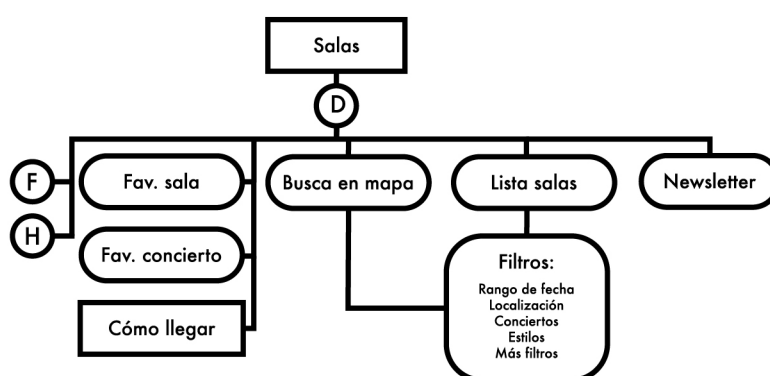 Salas
D
F
Fav. sala
Busca en mapa
Lista salas
Newsletter
H
Fav. concierto
Cómo llegar
Filtros:
Rango de fecha
Localización
Conciertos
Estilos
Más filtros